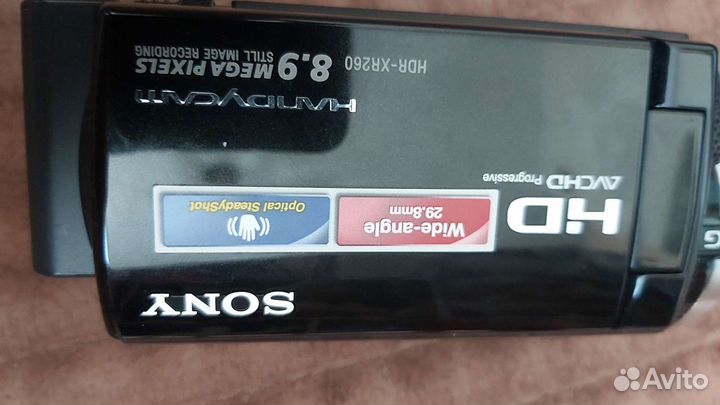 SONY
Wide-angle
29.8mm
Optical SteadyShot
HD
AVCHD Progressive
HANDYCAM
8.9 MEGA PIXELS
STILL IMAGE RECORDING
HDR-XR260
G
Avito